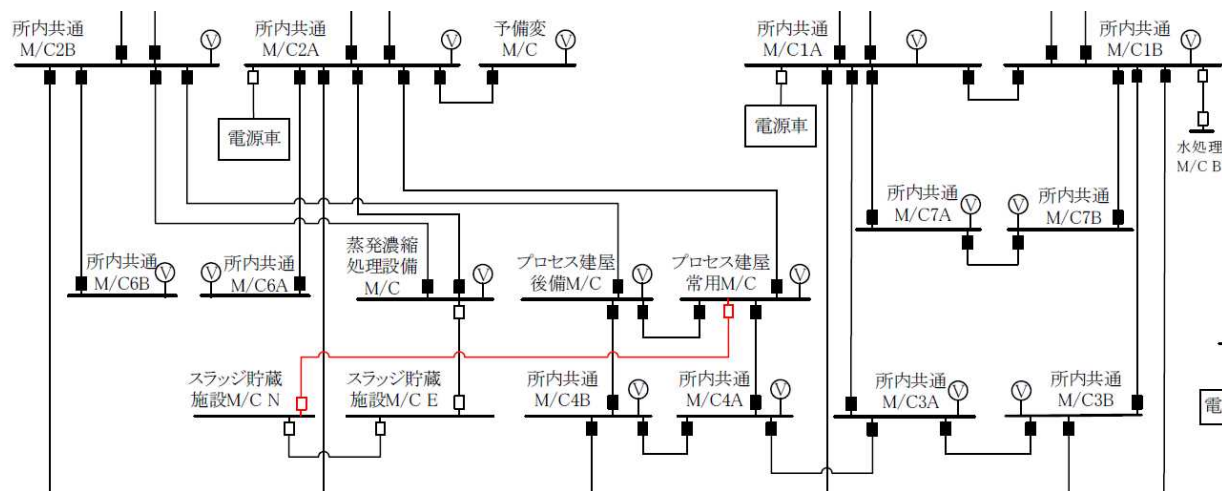 所内共通
M/C2B
V
所内共通
M/C2A
V
予備変
M/C
V
所内共通
M/C1A
V
所内共通
M/C1B
V
電源車
電源車
水処理
M/C B
所内共通
M/C7A
V
V
所内共通
M/C7B
所内共通
M/C6B
V
V
所内共通
M/C6A
蒸発濃縮
処理設備
M/C
V
プロセス建屋
後備M/C
V
プロセス建屋
常用M/C
V
スラッジ貯蔵
施設M/C N
スラッジ貯蔵
施設M/C E
所内共通
M/C4B
V
所内共通
M/C4A
V
所内共通
M/C3A
V
V
所内共通
M/C3B
電